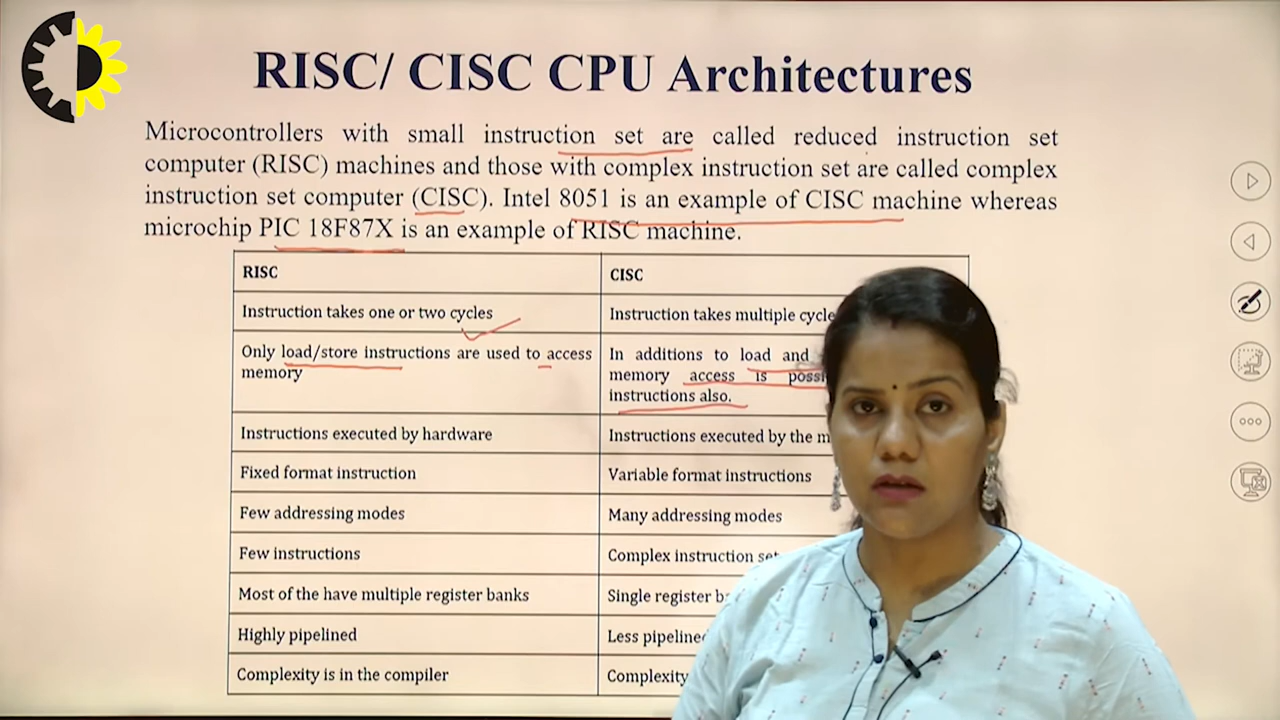 RISC/ CISC CPU Architectures
Microcontrollers with small instruction set are called reduced instruction set
computer (RISC) machines and those with complex instruction set are called complex
instruction set computer (CISC). Intel 8051 is an example of CISC machine whereas
microchip PIC 18F87X is an example of RISC machine.
RISC CISC
Instruction takes one or two cycles Instruction takes multiple
Only load/store instructions are used to access
memory
In additions to load and
memory access is
instructions also.
Instructions executed by hardware Instructions executed by the
Fixed format instruction Variable format instructions
Few addressing modes Many addressing modes
Few instructions Complex instruction
Most of the have multiple register banks Single register
Highly pipelined Less
Complexity is in the compiler Complexity